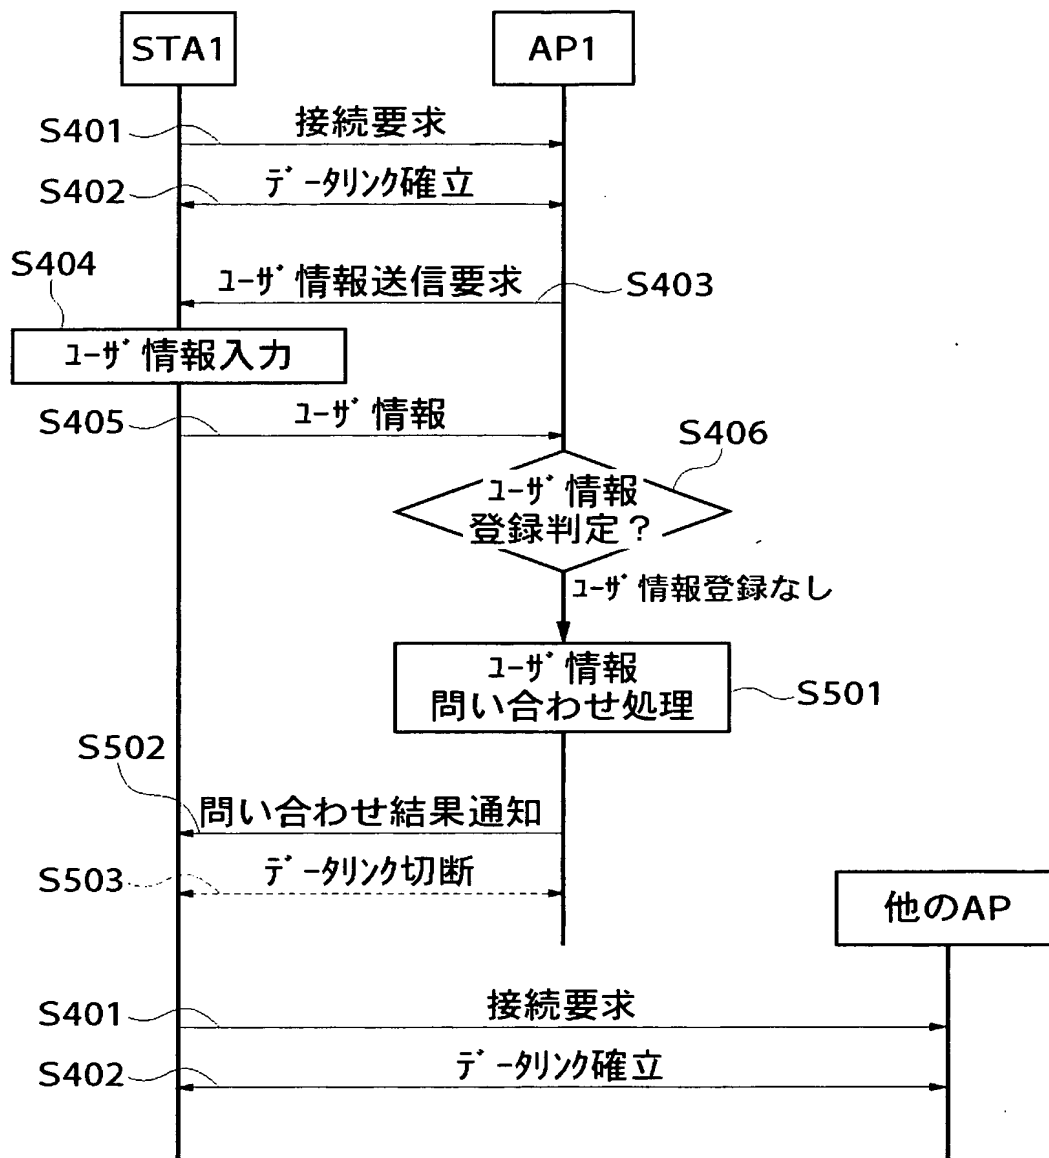 STA1
AP1
S401
接続要求
S402
ﾃﾞｰﾀﾘﾝｸ確立
S404
ﾕｰｻﾞ情報送信要求
S403
ﾕｰｻﾞ情報入力
S405
ﾕｰｻﾞ情報
S406
ﾕｰｻﾞ情報
登録判定？
ﾕｰｻﾞ情報登録なし
ﾕｰｻﾞ情報
問い合わせ処理
S501
S502
問い合わせ結果通知
S503
ﾃﾞｰﾀﾘﾝｸ切断
他のAP
S401
接続要求
S402
ﾃﾞｰﾀﾘﾝｸ確立